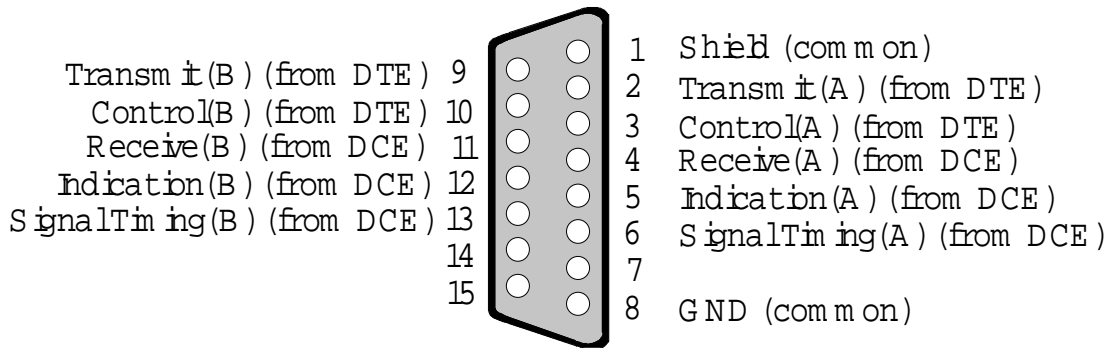 Transmit(B) (from DTE) 9
Control(B) (from DTE) 10
Receive(B) (from DCE) 11
Indication(B) (from DCE) 12
SignalTiming(B) (from DCE) 13
14
15
1 Shield (common)
2 Transmit(A) (from DTE)
3 Control(A) (from DTE)
4 Receive(A) (from DCE)
5 Indication(A) (from DCE)
6 SignalTiming(A) (from DCE)
7
8 GND (common)